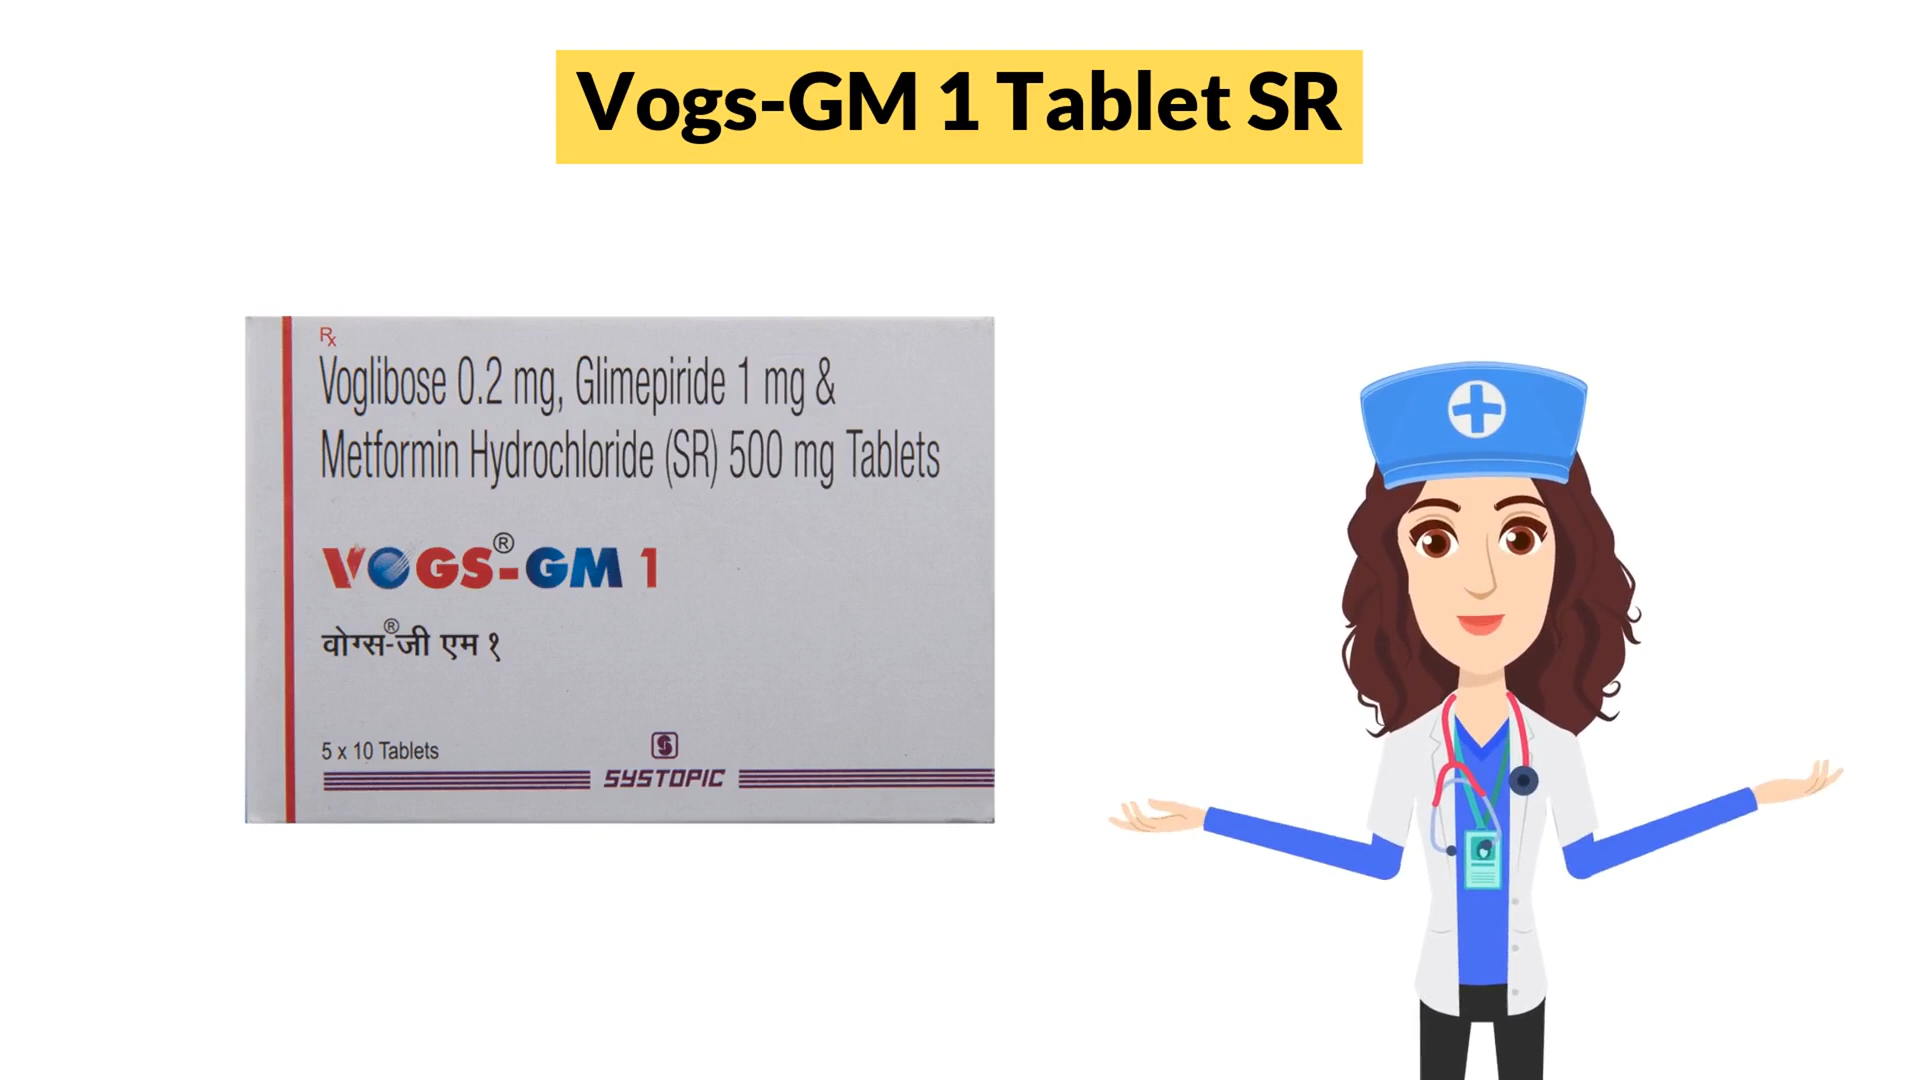 Vogs-GM 1 Tablet SR
Rx
Voglibose 0.2 mg, Glimepiride 1 mg &
Metformin Hydrochloride (SR) 500 mg Tablets
VOGS®-GM 1
वोग्स®-जी एम १
5 x 10 Tablets
SYSTOPIC